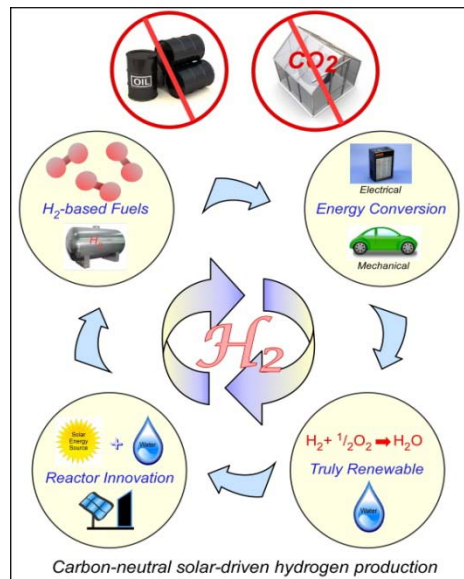 OIL
CO2
H2-based Fuels
H2
Electrical
Energy Conversion
Mechanical
H2
Solar
Energy
Source
+
Water
Reactor Innovation
H2+ 1/2O2 ➡ H2O
Truly Renewable
Water
Carbon-neutral solar-driven hydrogen production